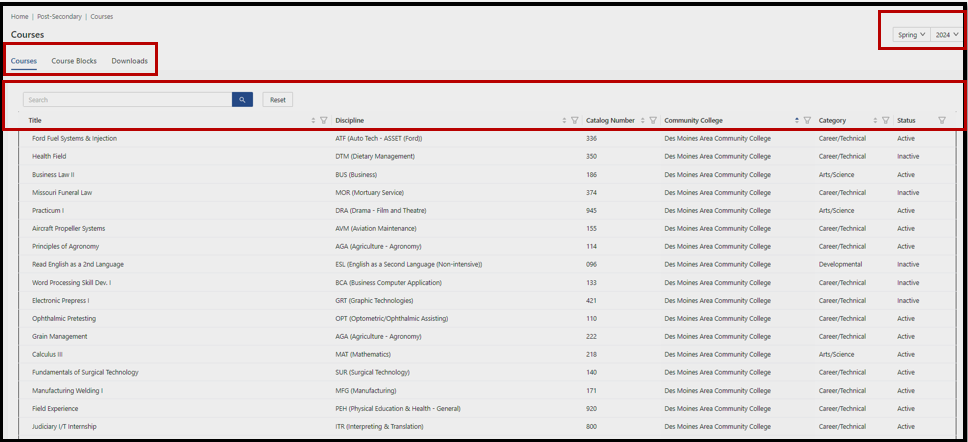 Home | Post-Secondary | Courses
Courses
Spring 2024
Courses Course Blocks Downloads
Search Reset
Title Discipline Catalog Number Community College Category Status
Ford Fuel Systems & Injection ATF (Auto Tech - ASSET (Ford)) 336 Des Moines Area Community College Career/Technical Active
Health Field DTM (Dietary Management) 350 Des Moines Area Community College Career/Technical Inactive
Business Law II BUS (Business) 186 Des Moines Area Community College Arts/Science Active
Missouri Funeral Law MOR (Mortuary Service) 374 Des Moines Area Community College Career/Technical Inactive
Practicum I DRA (Drama - Film and Theatre) 945 Des Moines Area Community College Arts/Science Active
Aircraft Propeller Systems AVM (Aviation Maintenance) 155 Des Moines Area Community College Career/Technical Active
Principles of Agronomy AGA (Agriculture - Agronomy) 114 Des Moines Area Community College Career/Technical Active
Read English as a 2nd Language ESL (English as a Second Language (Non-intensive)) 096 Des Moines Area Community College Developmental Inactive
Word Processing Skill Dev. I BCA (Business Computer Application) 133 Des Moines Area Community College Career/Technical Inactive
Electronic Prepress I GRT (Graphic Technologies) 421 Des Moines Area Community College Career/Technical Inactive
Ophthalmic Pretesting OPT (Optometric/Ophthalmic Assisting) 110 Des Moines Area Community College Career/Technical Active
Grain Management AGA (Agriculture - Agronomy) 222 Des Moines Area Community College Career/Technical Active
Calculus III MAT (Mathematics) 218 Des Moines Area Community College Arts/Science Active
Fundamentals of Surgical Technology SUR (Surgical Technology) 140 Des Moines Area Community College Career/Technical Active
Manufacturing Welding I MFG (Manufacturing) 171 Des Moines Area Community College Career/Technical Active
Field Experience PEH (Physical Education & Health - General) 920 Des Moines Area Community College Career/Technical Active
Judiciary I/T Internship ITR (Interpreting & Translation) 800 Des Moines Area Community College Career/Technical Active